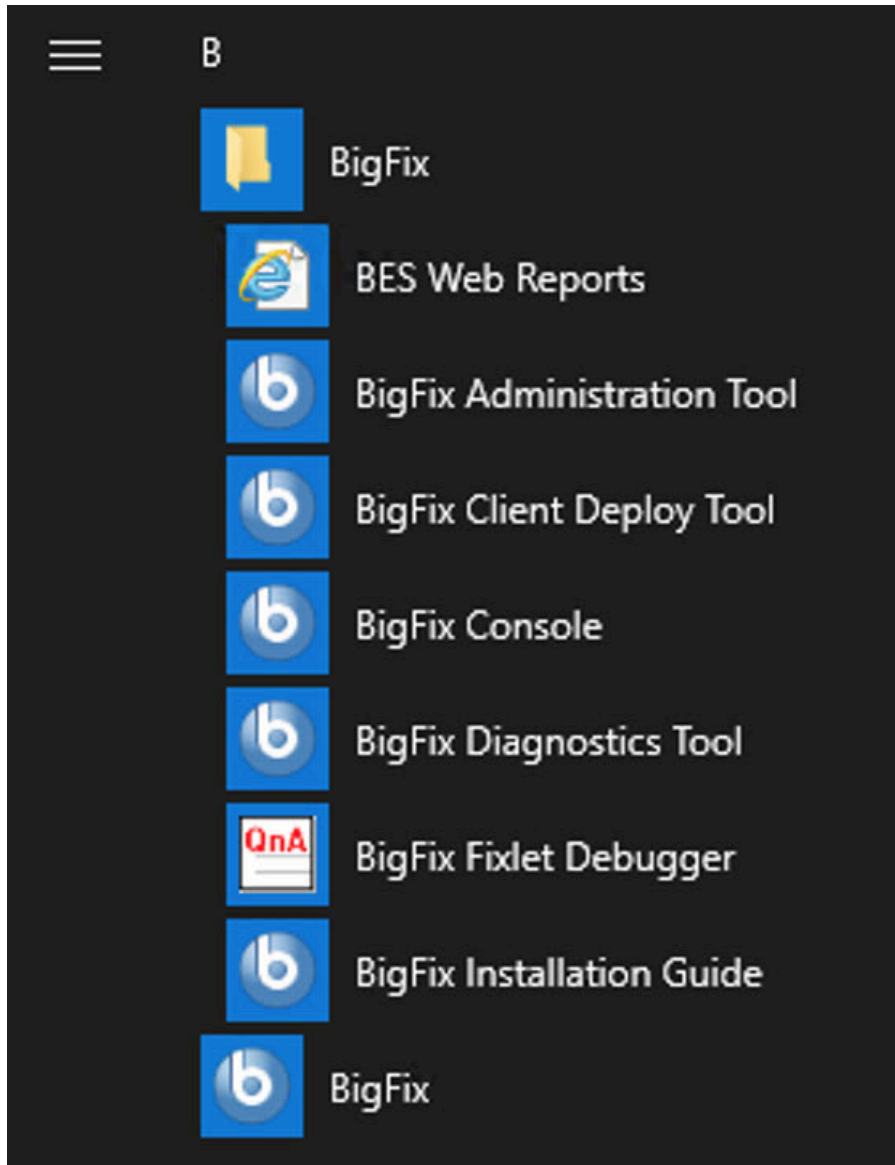 B
BigFix
BES Web Reports
BigFix Administration Tool
BigFix Client Deploy Tool
BigFix Console
BigFix Diagnostics Tool
QnA
BigFix Fixlet Debugger
BigFix Installation Guide
BigFix